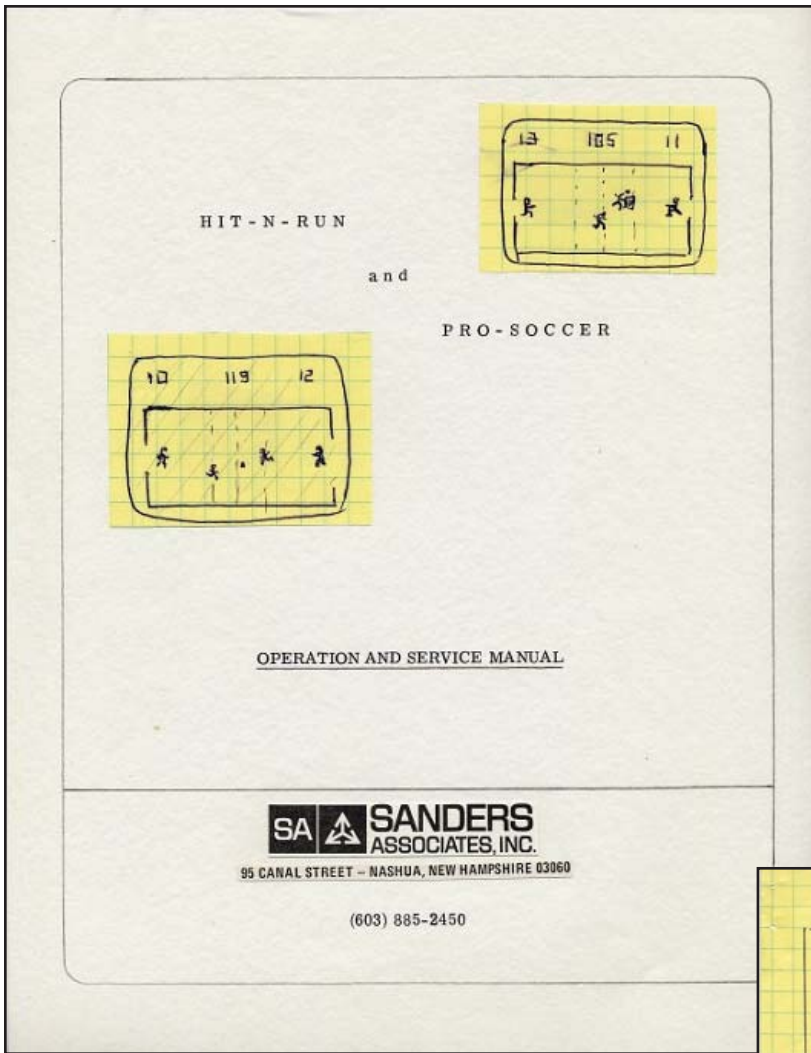 13 105 11
HIT-N-RUN
and
PRO-SOCCER
10 119 12
OPERATION AND SERVICE MANUAL
SA SANDERS
ASSOCIATES, INC.
95 CANAL STREET – NASHUA, NEW HAMPSHIRE 03060
(603) 885-2450